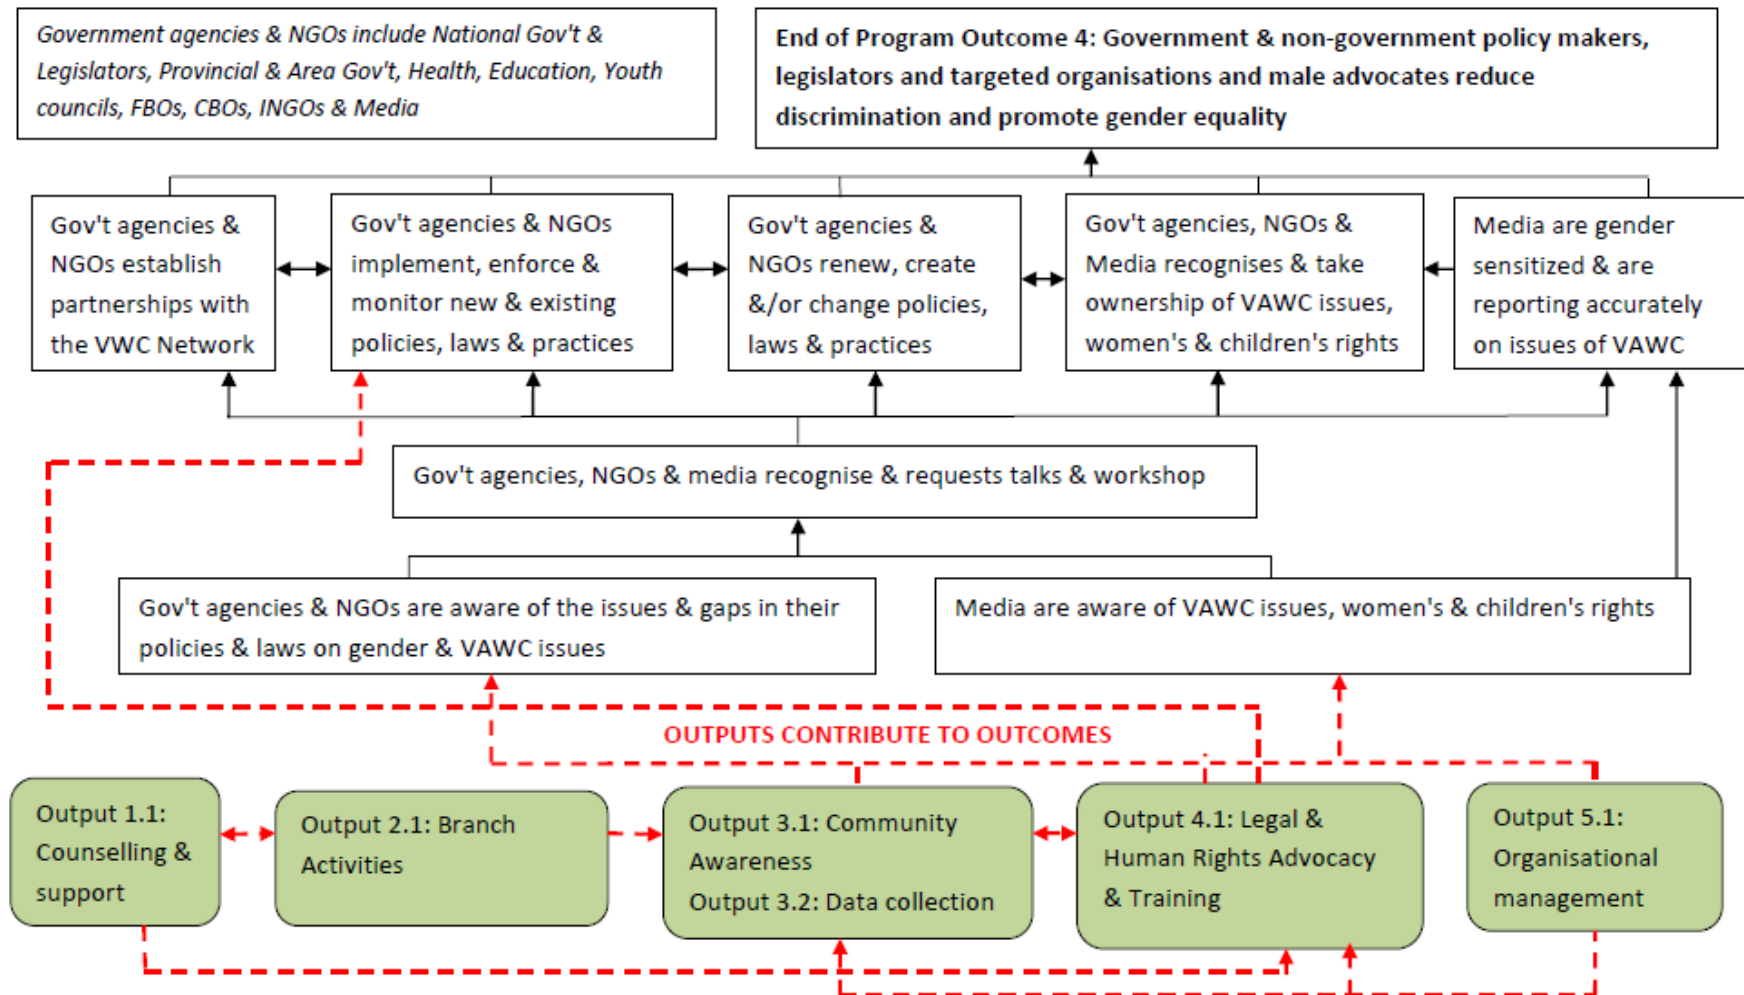 Government agencies & NGOs include National Gov't &
Legislators, Provincial & Area Gov't, Health, Education, Youth
councils, FBOs, CBOs, INGOs & Media
End of Program Outcome 4: Government & non-government policy makers,
legislators and targeted organisations and male advocates reduce
discrimination and promote gender equality
Gov't agencies &
NGOs establish
partnerships with
the VWC Network
Gov't agencies & NGOs
implement, enforce &
monitor new & existing
policies, laws & practices
Gov't agencies &
NGOs renew, create
&/or change policies,
laws & practices
Gov't agencies, NGOs &
Media recognises & take
ownership of VAWC issues,
women's & children's rights
Media are gender
sensitized & are
reporting accurately
on issues of VAWC
Gov't agencies, NGOs & media recognise & requests talks & workshop
Gov't agencies & NGOs are aware of the issues & gaps in their
policies & laws on gender & VAWC issues
Media are aware of VAWC issues, women's & children's rights
OUTPUTS CONTRIBUTE TO OUTCOMES
Output 1.1:
Counselling &
support
Output 2.1: Branch
Activities
Output 3.1: Community
Awareness
Output 3.2: Data collection
Output 4.1: Legal &
Human Rights Advocacy
& Training
Output 5.1:
Organisational
management